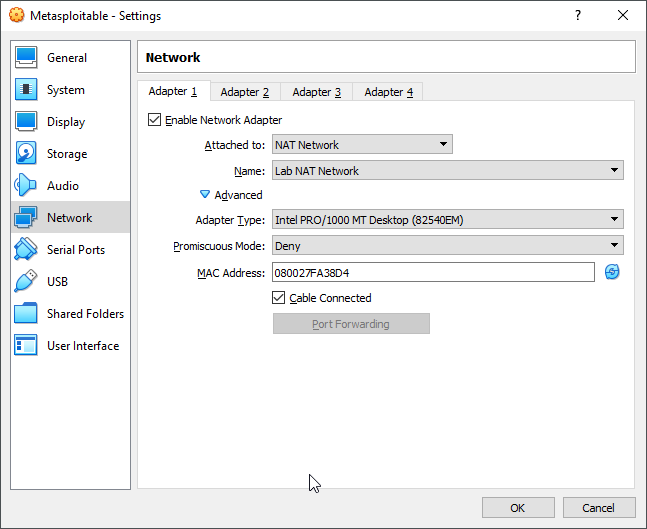 Metasploitable - Settings
?
General
System
Display
Storage
Audio
Network
Serial Ports
USB
Shared Folders
User Interface
Network
Adapter 1 Adapter 2 Adapter 3 Adapter 4
Enable Network Adapter
Attached to: NAT Network
Name: Lab NAT Network
Advanced
Adapter Type: Intel PRO/1000 MT Desktop (82540EM)
Promiscuous Mode: Deny
MAC Address: 080027FA38D4
Cable Connected
Port Forwarding
OK Cancel